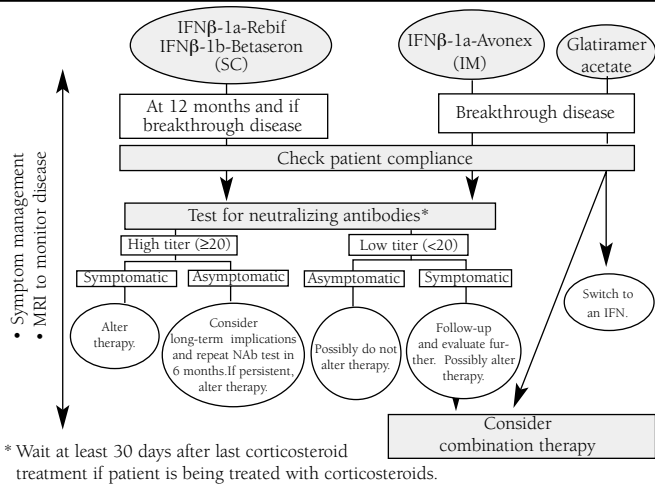 IFNβ-1a-Rebif
IFNβ-1b-Betaseron
(SC)
IFNβ-1a-Avonex
(IM)
Glatiramer
acetate
At 12 months and if
breakthrough disease
Breakthrough disease
Check patient compliance
Test for neutralizing antibodies*
High titer (≥20)
Low titer (<20)
Symptomatic
Asymptomatic
Asymptomatic
Symptomatic
Alter
therapy.
Consider
long-term implications
and repeat NAb test in
6 months.If persistent,
alter therapy.
Possibly do not
alter therapy.
Follow-up
and evaluate fur-
ther. Possibly alter
therapy.
Switch to
an IFN.
Consider
combination therapy
• Symptom management
• MRI to monitor disease
* Wait at least 30 days after last corticosteroid
treatment if patient is being treated with corticosteroids.